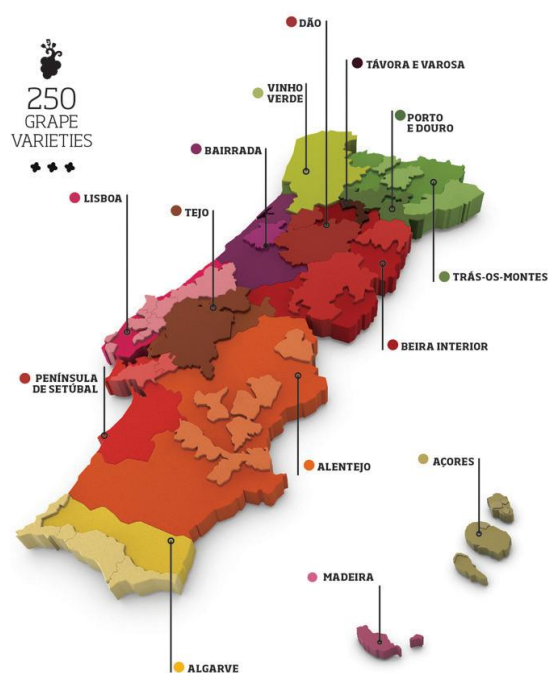 250
GRAPE
VARIETIES
DÃO
TÁVORA E VAROSA
VINHO
VERDE
PORTO
E DOURO
BAIRRADA
LISBOA
TEJO
TRÁS-OS-MONTES
BEIRA INTERIOR
PENÍNSULA
DE SETÚBAL
ALENTEJO
AÇORES
MADEIRA
ALGARVE